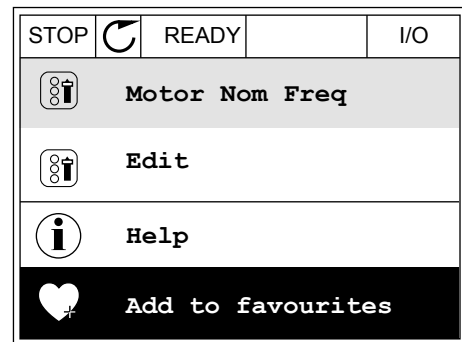 STOP READY I/O
Motor Nom Freq
Edit
Help
Add to favourites